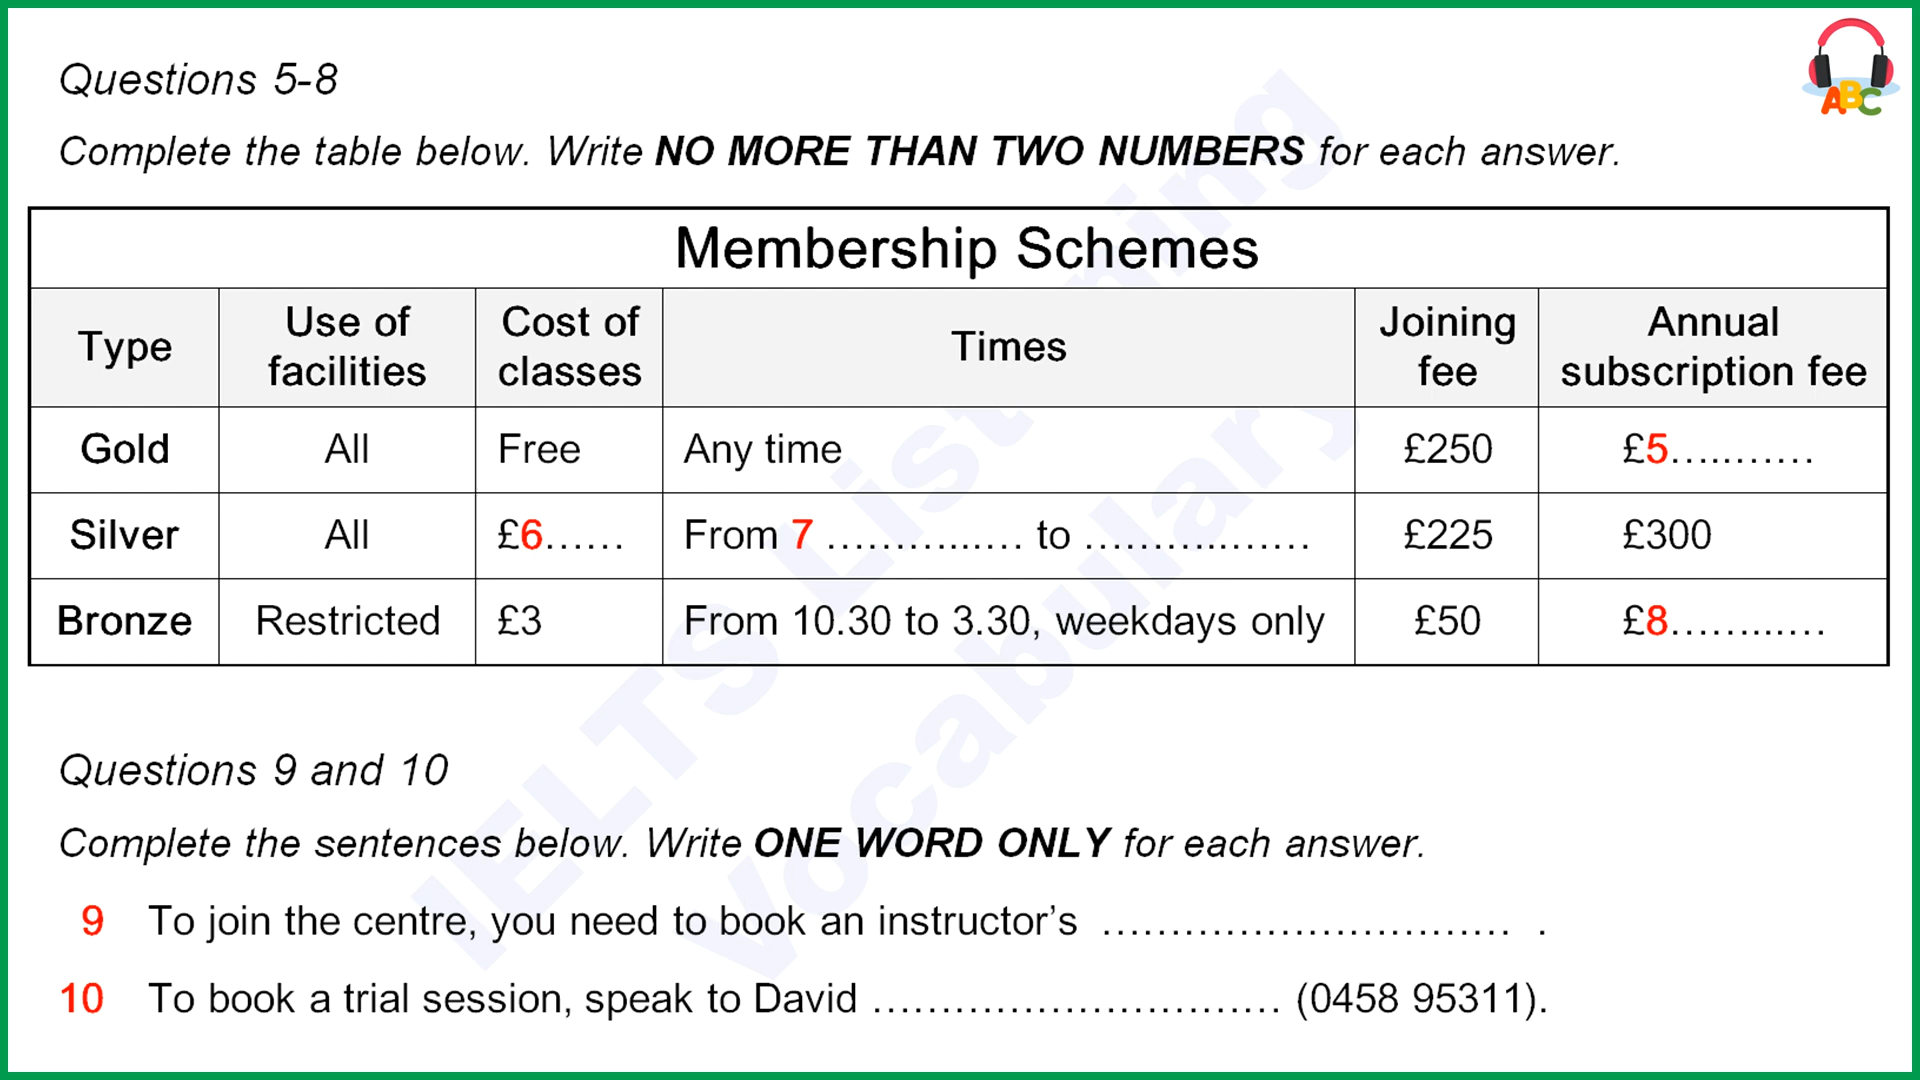 Questions 5-8
Complete the table below. Write NO MORE THAN TWO NUMBERS for each answer.
ABC
Membership Schemes
Type Use of facilities Cost of classes Times Joining fee Annual subscription fee
Gold All Free Any time £250 £5............
Silver All £6...... From 7 ................ to .................. £225 £300
Bronze Restricted £3 From 10.30 to 3.30, weekdays only £50 £8............
Questions 9 and 10
Complete the sentences below. Write ONE WORD ONLY for each answer.
9 To join the centre, you need to book an instructor’s .............................. .
10 To book a trial session, speak to David .............................. (0458 95311).
IELTS Listening
Vocabulary